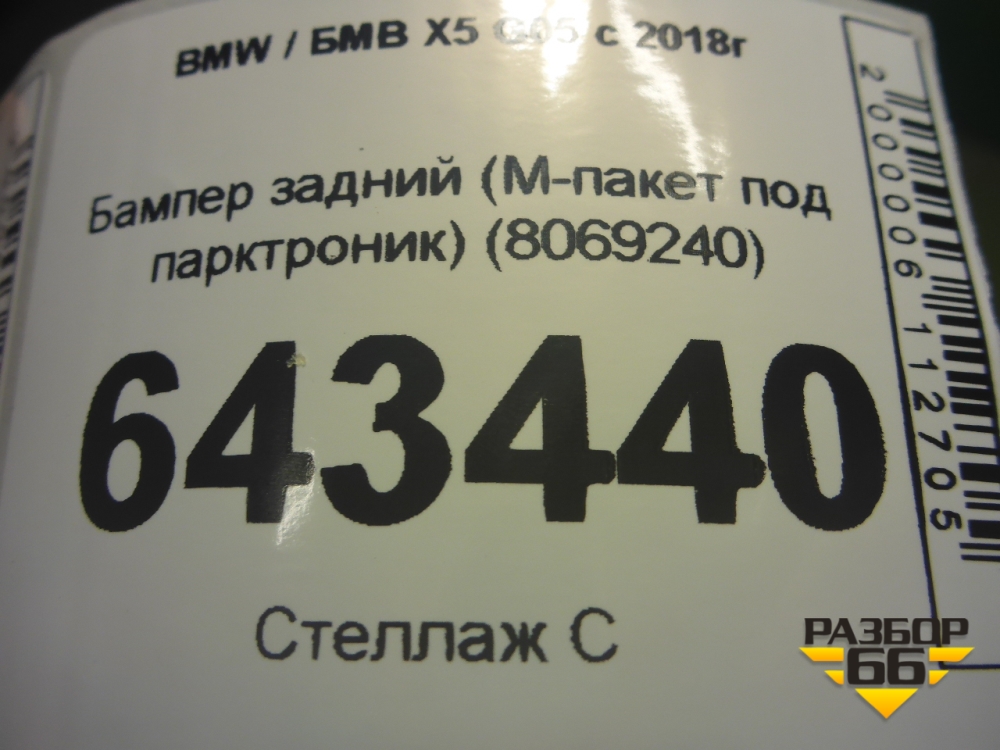 BMW / БМВ X5 G05 с 2018г
Бампер задний (М-пакет под
парктроник) (8069240)
643440
Стеллаж С
2000006112705
РАЗБОР
66